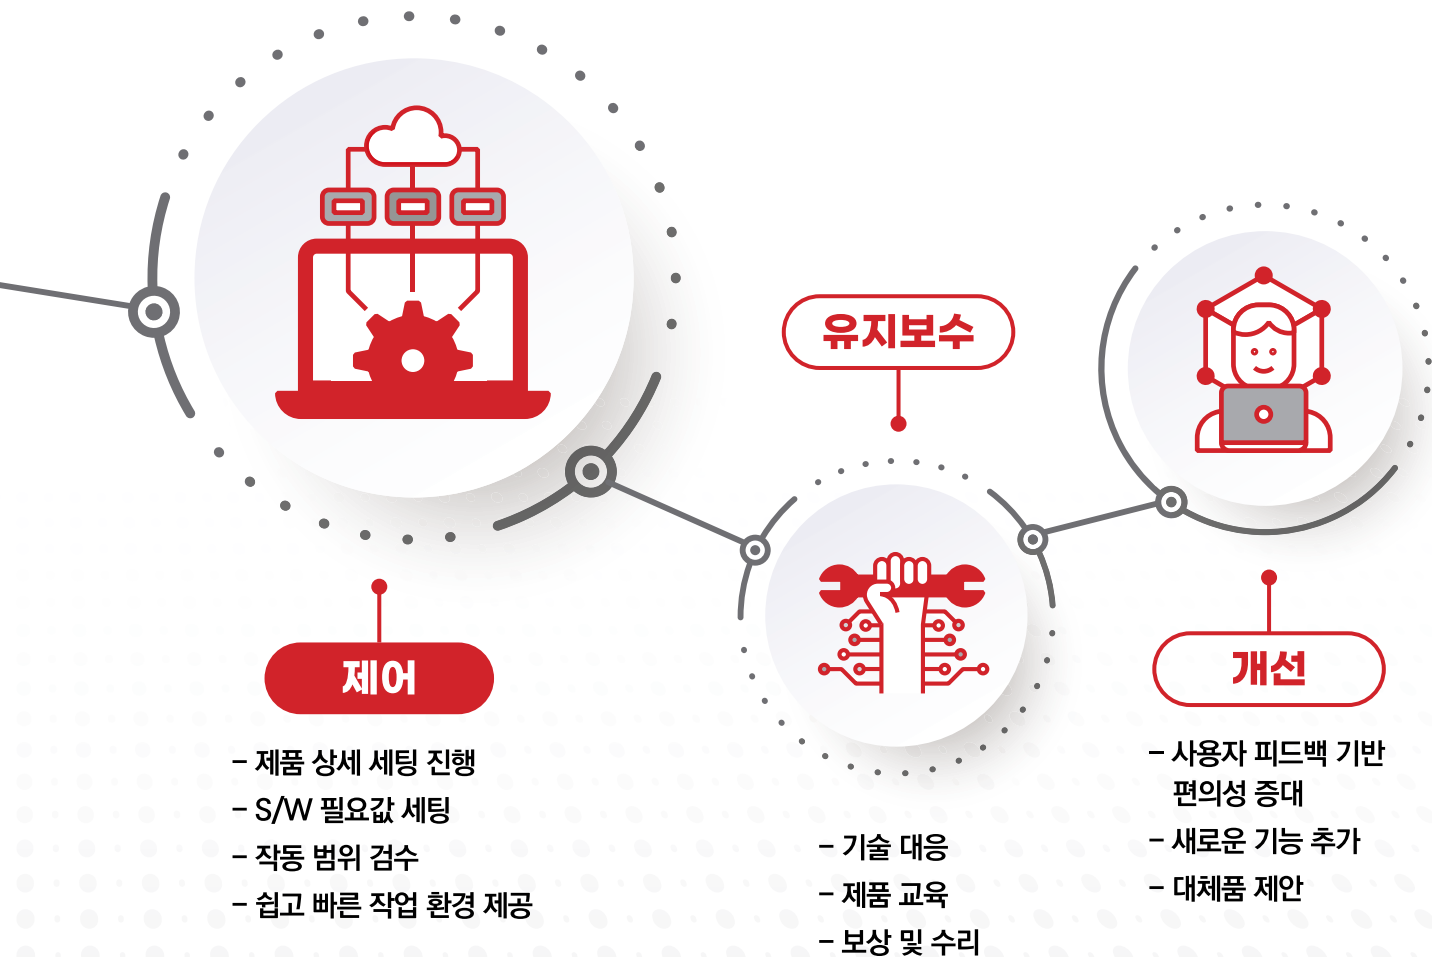 제어
- 제품 상세 세팅 진행
- S/W 필요값 세팅
- 작동 범위 검수
- 쉽고 빠른 작업 환경 제공
유지보수
- 기술 대응
- 제품 교육
- 보상 및 수리
개선
- 사용자 피드백 기반
편의성 증대
- 새로운 기능 추가
- 대체품 제안